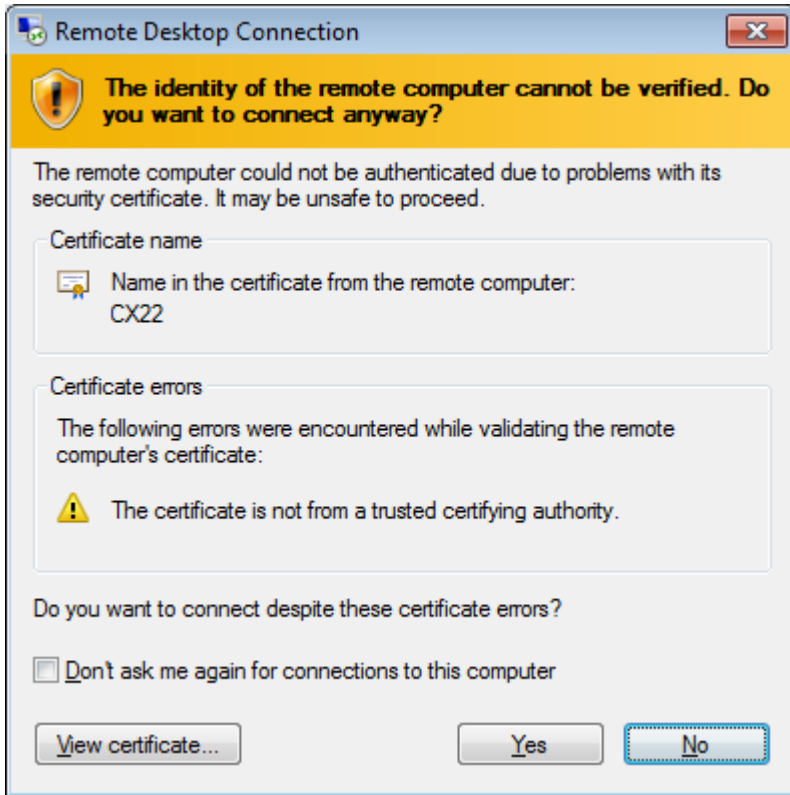 Remote Desktop Connection
The identity of the remote computer cannot be verified. Do
you want to connect anyway?
The remote computer could not be authenticated due to problems with its
security certificate. It may be unsafe to proceed.
Certificate name
Name in the certificate from the remote computer:
CX22
Certificate errors
The following errors were encountered while validating the remote
computer's certificate:
The certificate is not from a trusted certifying authority.
Do you want to connect despite these certificate errors?
Don't ask me again for connections to this computer
View certificate... Yes No